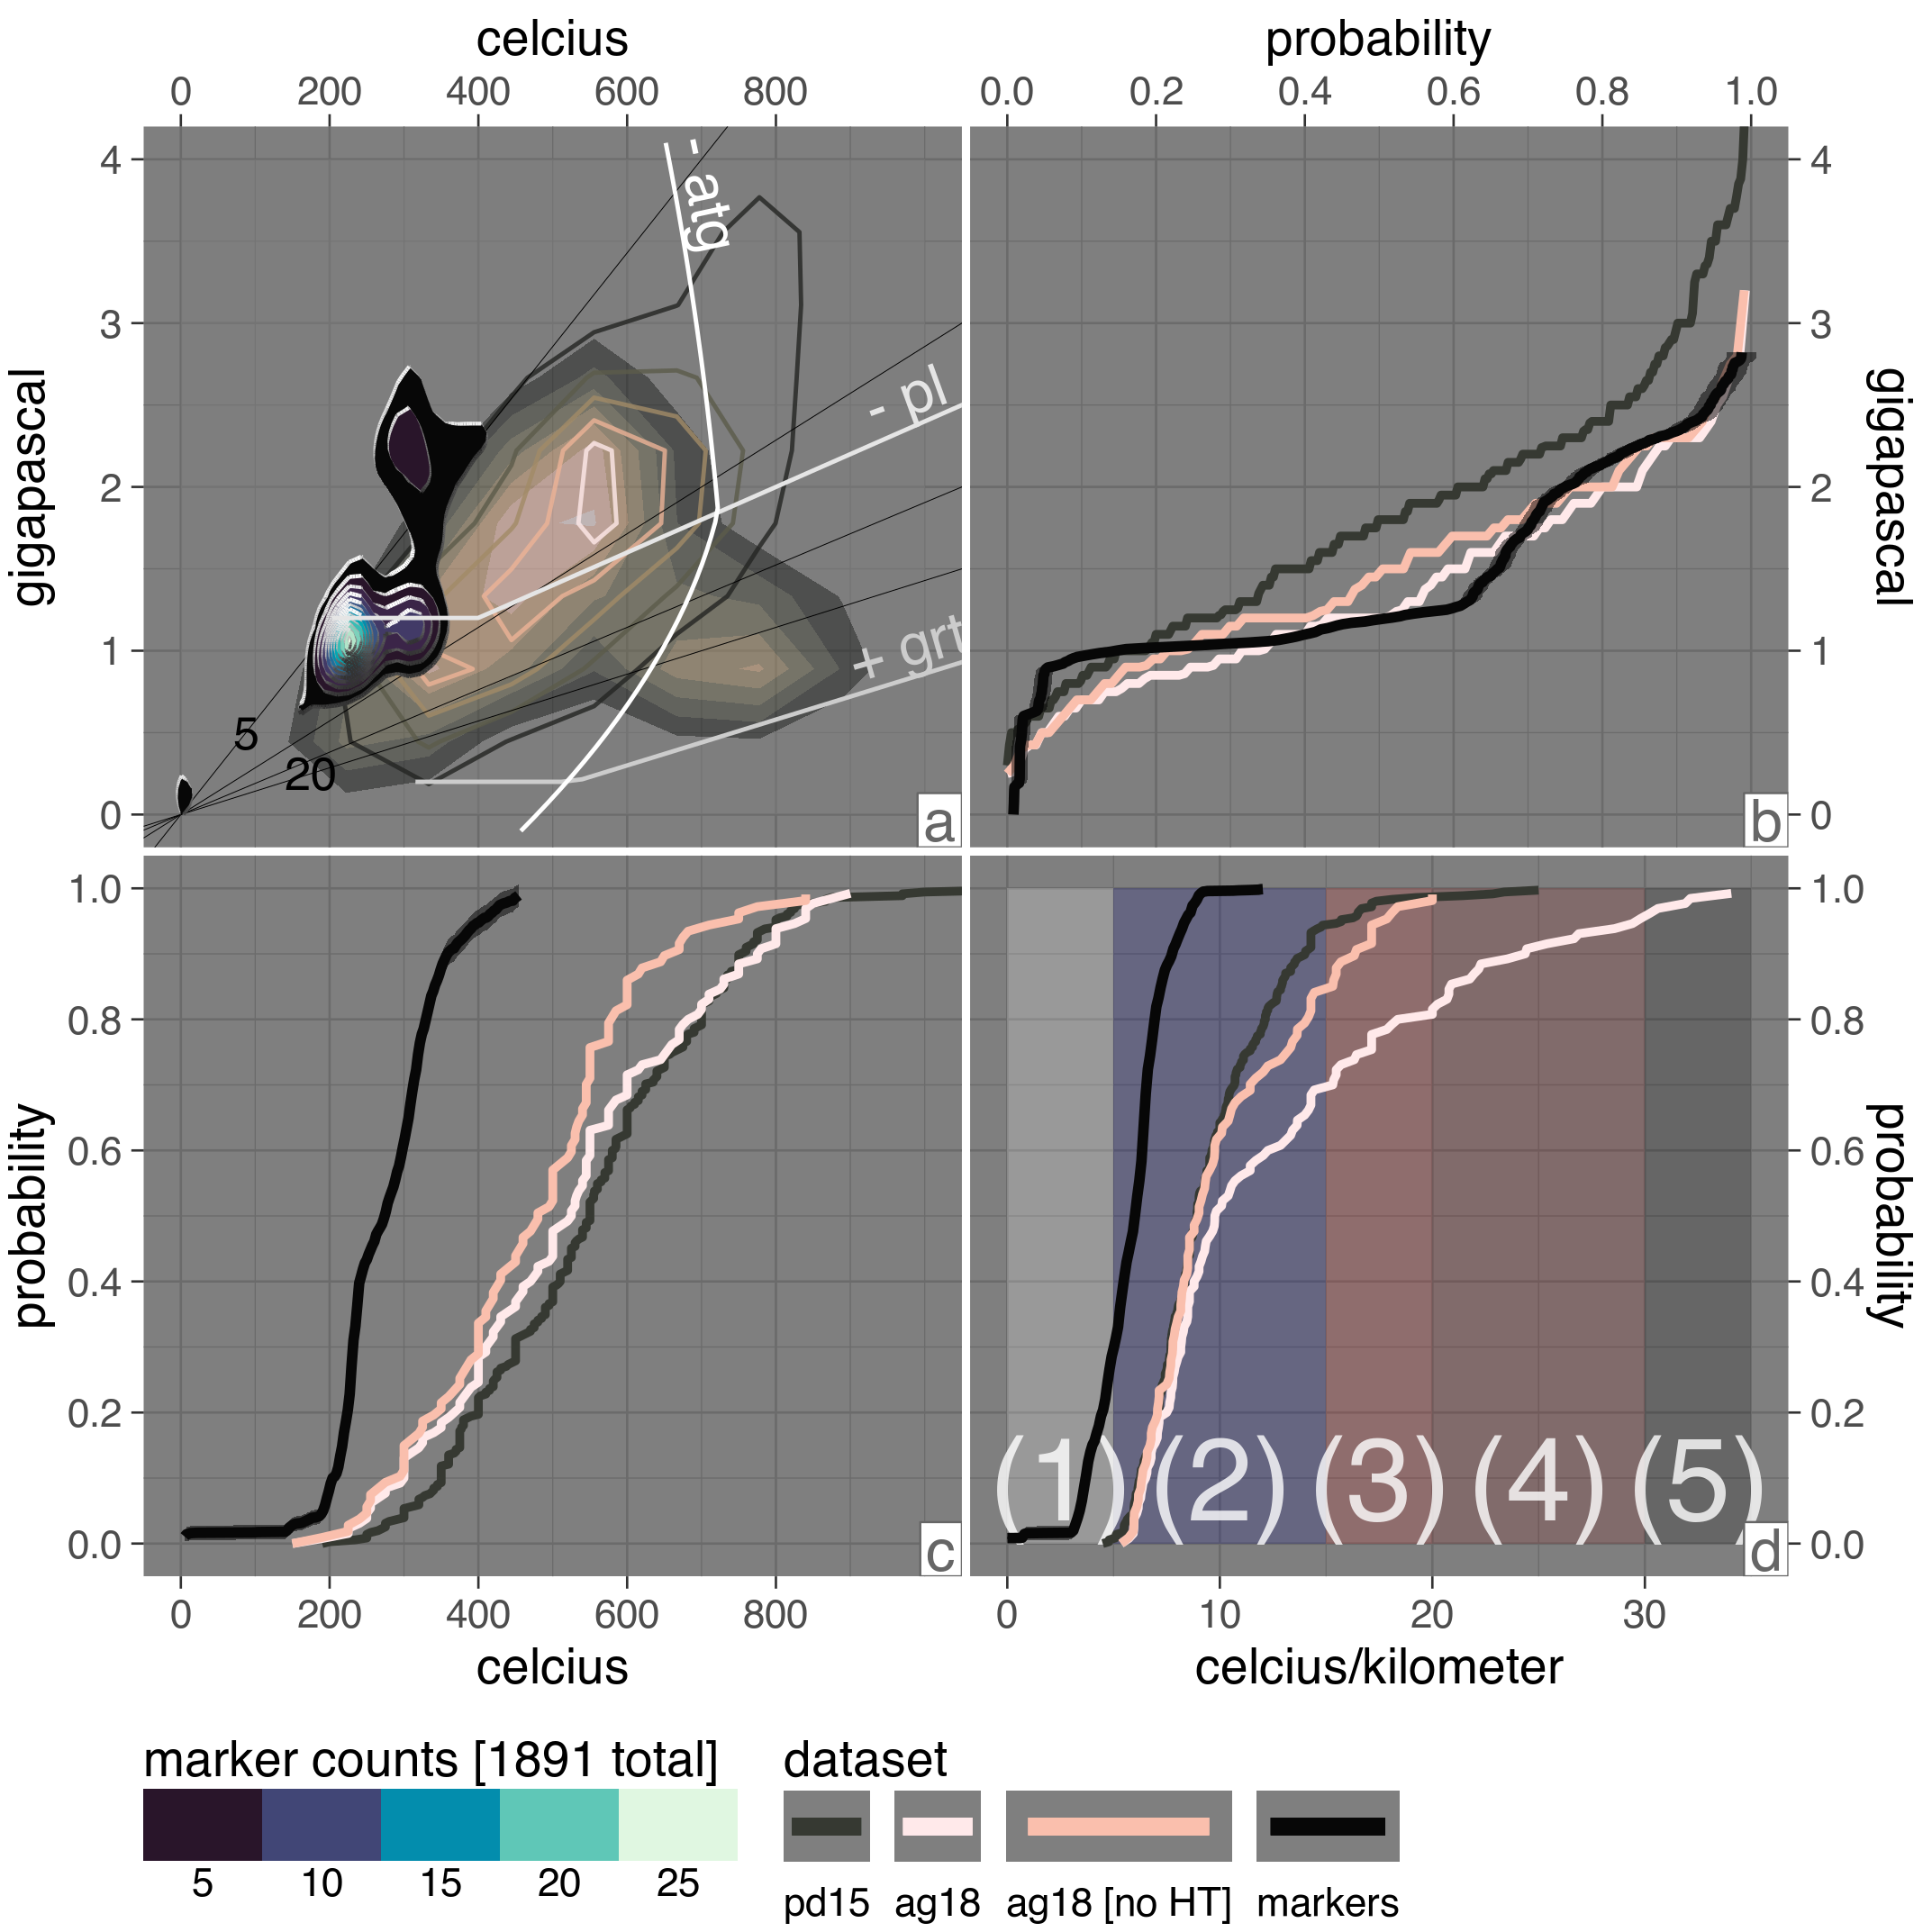 celcius
probability
0 200 400 600 800
0.0 0.2 0.4 0.6 0.8 1.0
gigapascal
4
3
2
1
0
- atg
- pl
+ grt
5
20
a
4
3
2
1
0
gigapascal
b
probability
1.0
0.8
0.6
0.4
0.2
0.0
c
(1) (2) (3) (4) (5)
d
1.0
0.8
0.6
0.4
0.2
0.0
probability
0 200 400 600 800
0 10 20 30
celcius
celcius/kilometer
marker counts [1891 total]
5 10 15 20 25
dataset
pd15 ag18 ag18 [no HT] markers